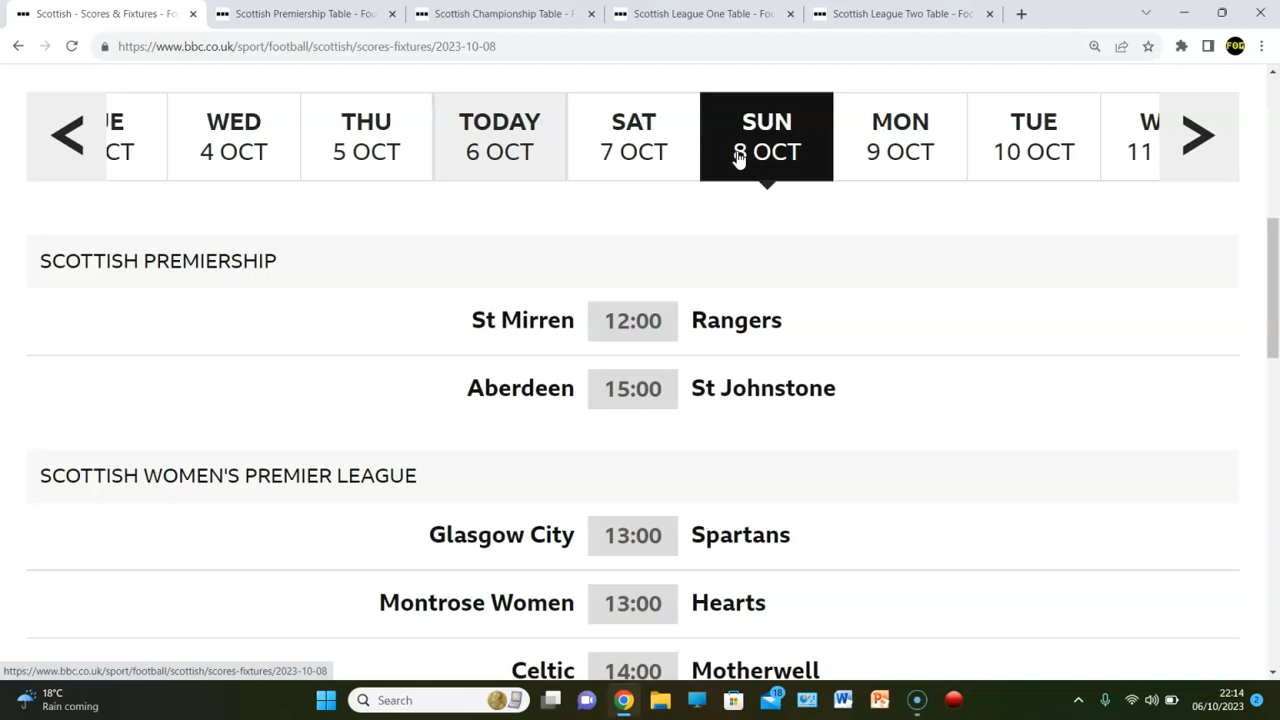 Scottish - Scores & Fixtures - Fo
Scottish Premiership Table - Foo
Scottish Championship Table - F
Scottish League One Table - Foo
Scottish League Two Table - Foo
https://www.bbc.co.uk/sport/football/scottish/scores-fixtures/2023-10-08
FOG
< UE WED THU TODAY SAT SUN MON TUE W >
CT 4 OCT 5 OCT 6 OCT 7 OCT 8 OCT 9 OCT 10 OCT 11
SCOTTISH PREMIERSHIP
St Mirren 12:00 Rangers
Aberdeen 15:00 St Johnstone
SCOTTISH WOMEN'S PREMIER LEAGUE
Glasgow City 13:00 Spartans
Montrose Women 13:00 Hearts
Celtic 14:00 Motherwell
https://www.bbc.co.uk/sport/football/scottish/scores-fixtures/2023-10-08
18°C
Rain coming
Search
18
22:14
06/10/2023
2